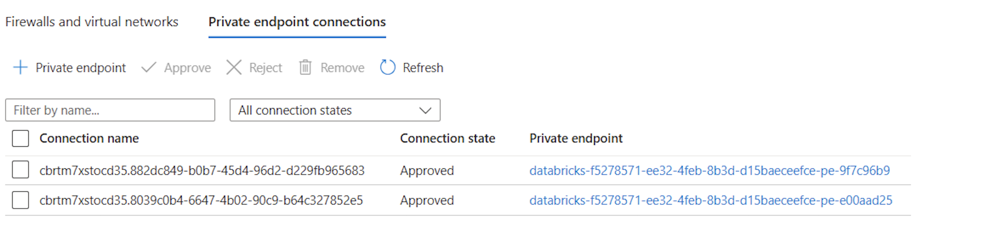 Firewalls and virtual networks Private endpoint connections
Private endpoint Approve Reject Remove Refresh
Filter by name... All connection states
Connection name Connection state Private endpoint
cbrtm7xstocd35.882dc849-b0b7-45d4-96d2-d229fb965683 Approved databricks-f5278571-ee32-4feb-8b3d-d15baeceefce-pe-9f7c96b9
cbrtm7xstocd35.8039c0b4-6647-4b02-90c9-b64c327852e5 Approved databricks-f5278571-ee32-4feb-8b3d-d15baeceefce-pe-e00aad25